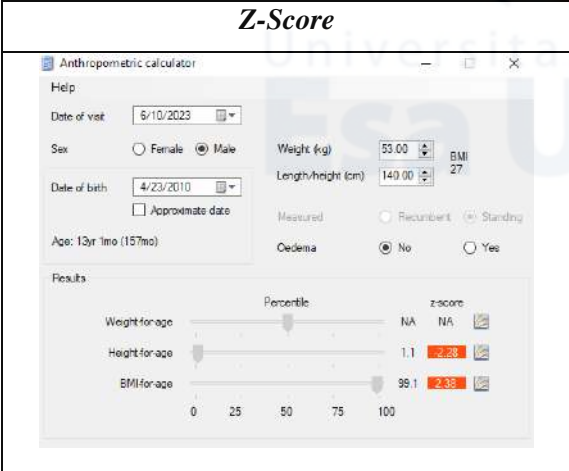 Z-Score
Universita
Esa U
Anthropometric calculator
Help
Date of visit 6/10/2023
Sex Female Male
Weight (kg) 53.00 BMI
27
Length/height (cm) 140.00
Date of birth 4/23/2010
Approximate date
Measured Recumbent Standing
Age: 13yr 1mo (157mo)
Oedema No Yes
Results
Percentile z-score
Weight-for-age NA NA
Height-for-age 1.1 -2.28
BMI-for-age 99.1 2.38
0 25 50 75 100